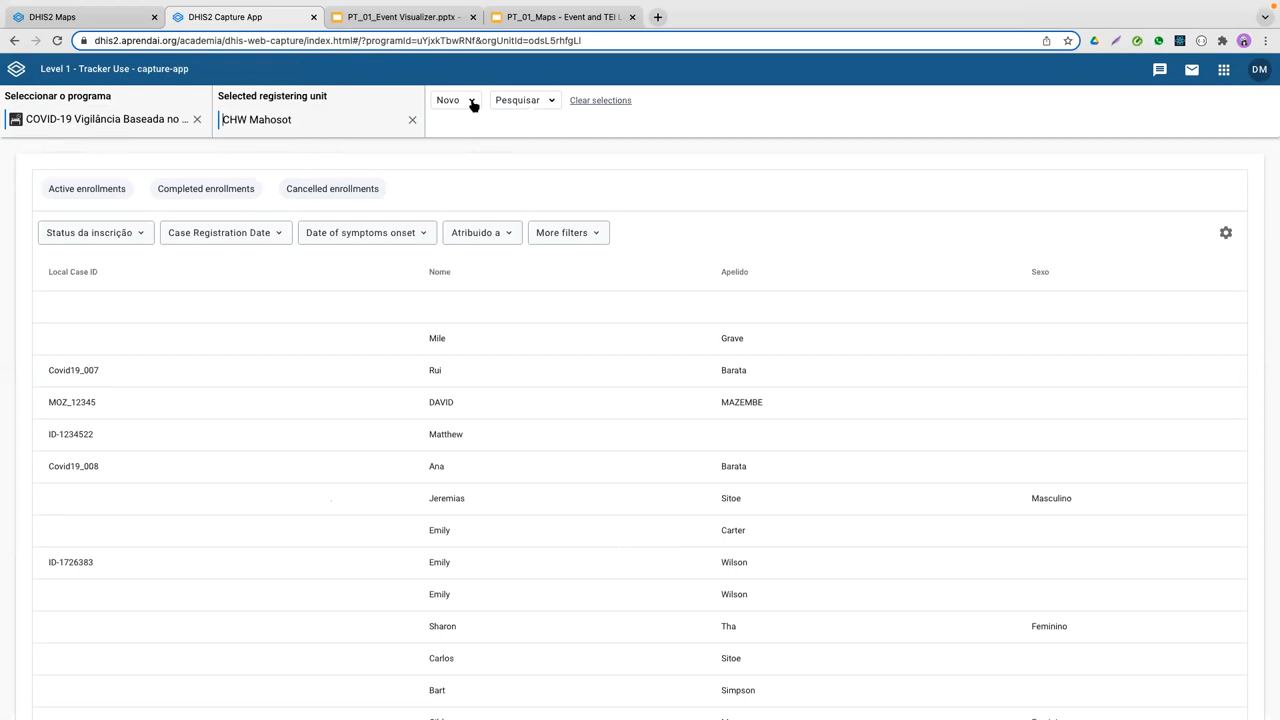 DHIS2 Maps
DHIS2 Capture App
PT_01_Event Visualizer.pptx -
PT_01_Maps - Event and TEI L
dhis2.aprendai.org/academia/dhis-web-capture/index.html#/?programId=uYjxkTbwRNf&orgUnitId=odsL5rhfgLl
Level 1 - Tracker Use - capture-app
DM
Seleccionar o programa
COVID-19 Vigilância Baseada no ...
Selected registering unit
CHW Mahosot
Novo
Pesquisar
Clear selections
Active enrollments
Completed enrollments
Cancelled enrollments
Status da inscrição
Case Registration Date
Date of symptoms onset
Atribuido a
More filters
Local Case ID Nome Apelido Sexo
Mile Grave
Covid19_007 Rui Barata
MOZ_12345 DAVID MAZEMBE
ID-1234522 Matthew
Covid19_008 Ana Barata
Jeremias Sitoe Masculino
Emily Carter
ID-1726383 Emily Wilson
Emily Wilson
Sharon Tha Feminino
Carlos Sitoe
Bart Simpson